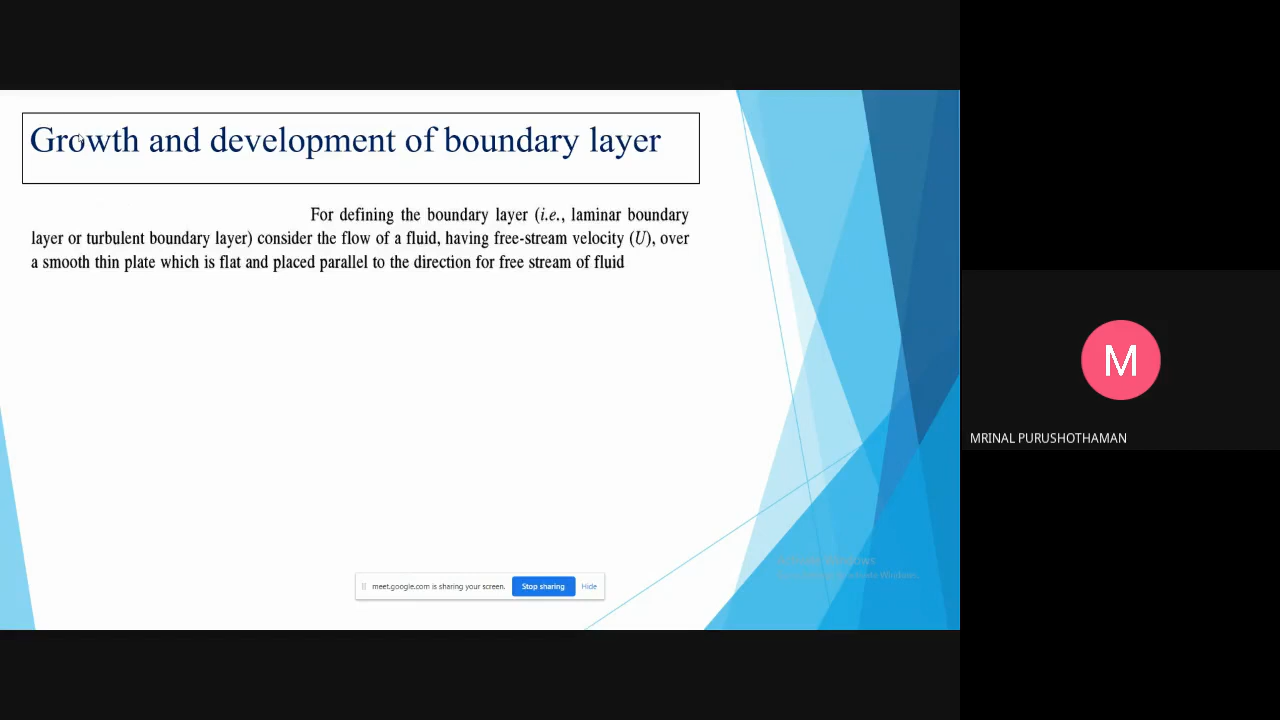 Growth and development of boundary layer
For defining the boundary layer (i.e., laminar boundary
layer or turbulent boundary layer) consider the flow of a fluid, having free-stream velocity (U), over
a smooth thin plate which is flat and placed parallel to the direction for free stream of fluid
M
MRINAL PURUSHOTHAMAN
meet.google.com is sharing your screen. Stop sharing Hide